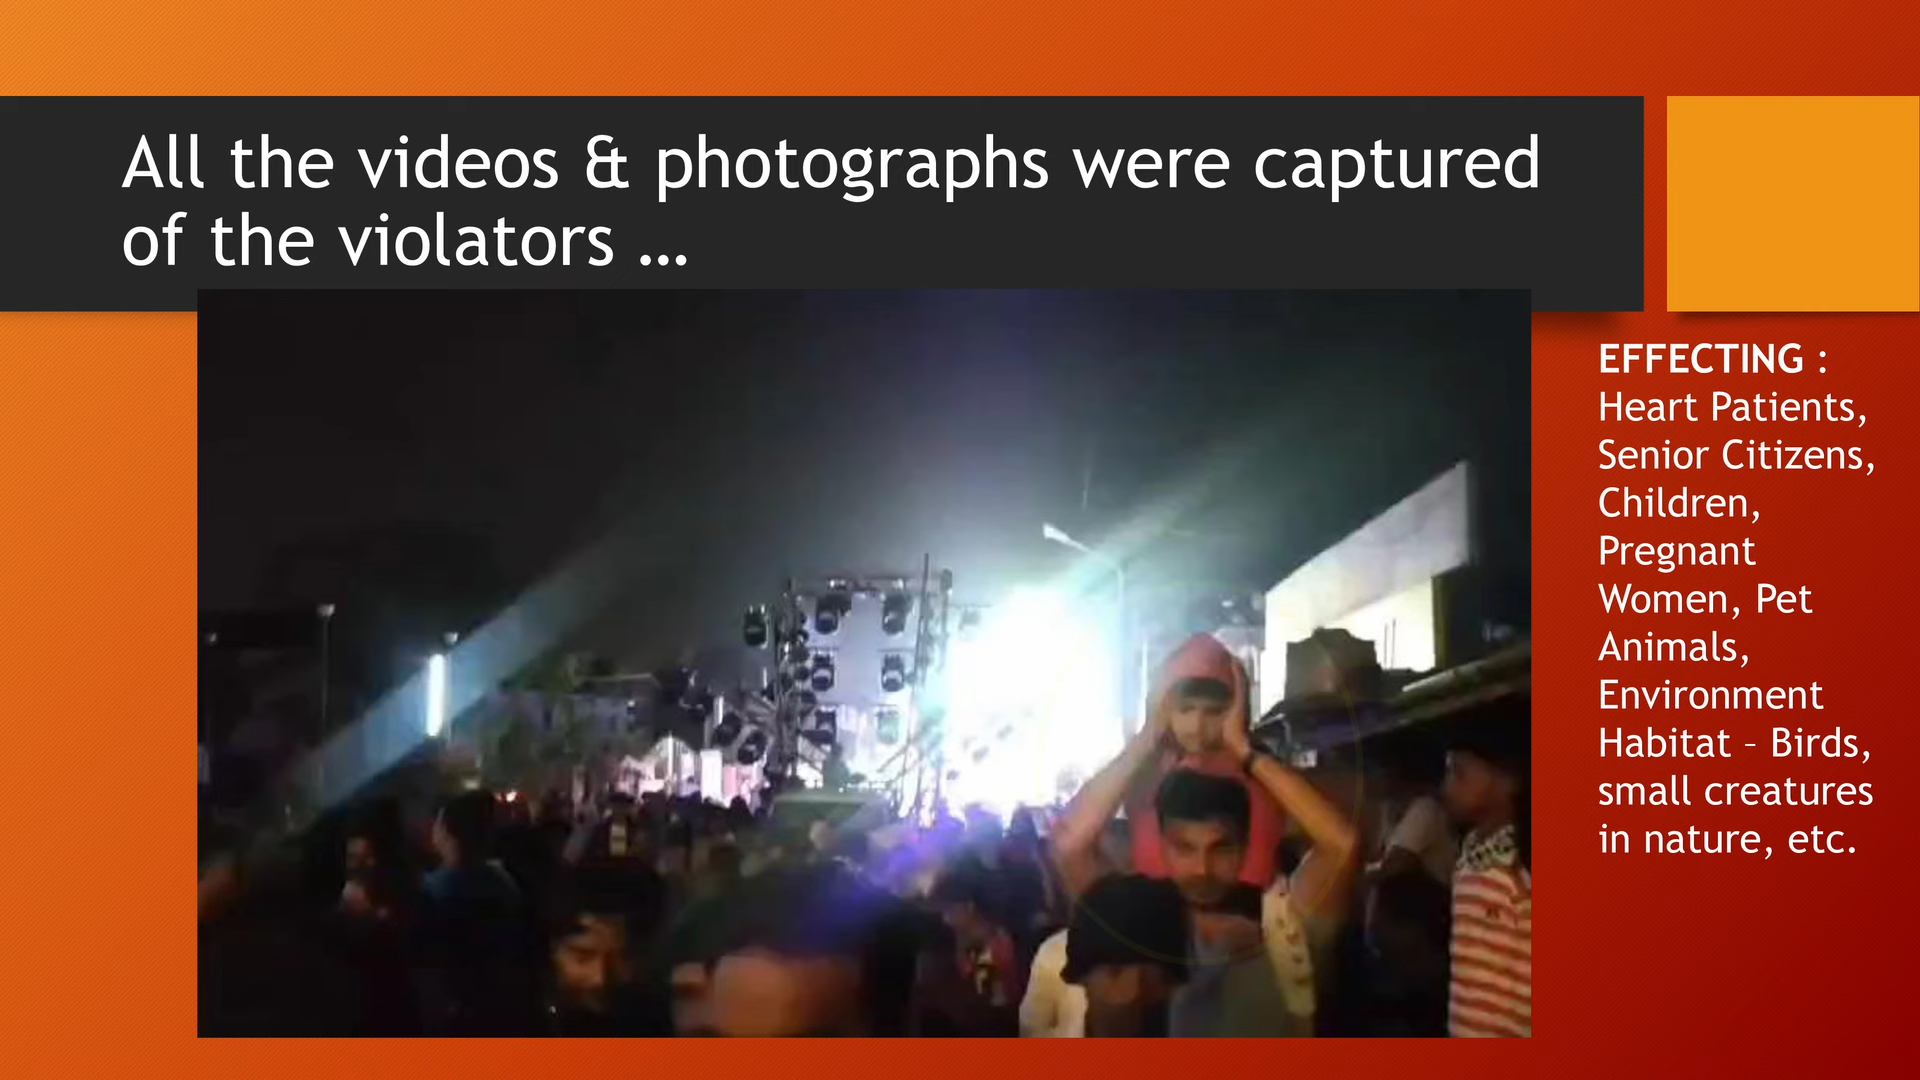 All the videos & photographs were captured
of the violators ...
EFFECTING :
Heart Patients,
Senior Citizens,
Children,
Pregnant
Women, Pet
Animals,
Environment
Habitat – Birds,
small creatures
in nature, etc.